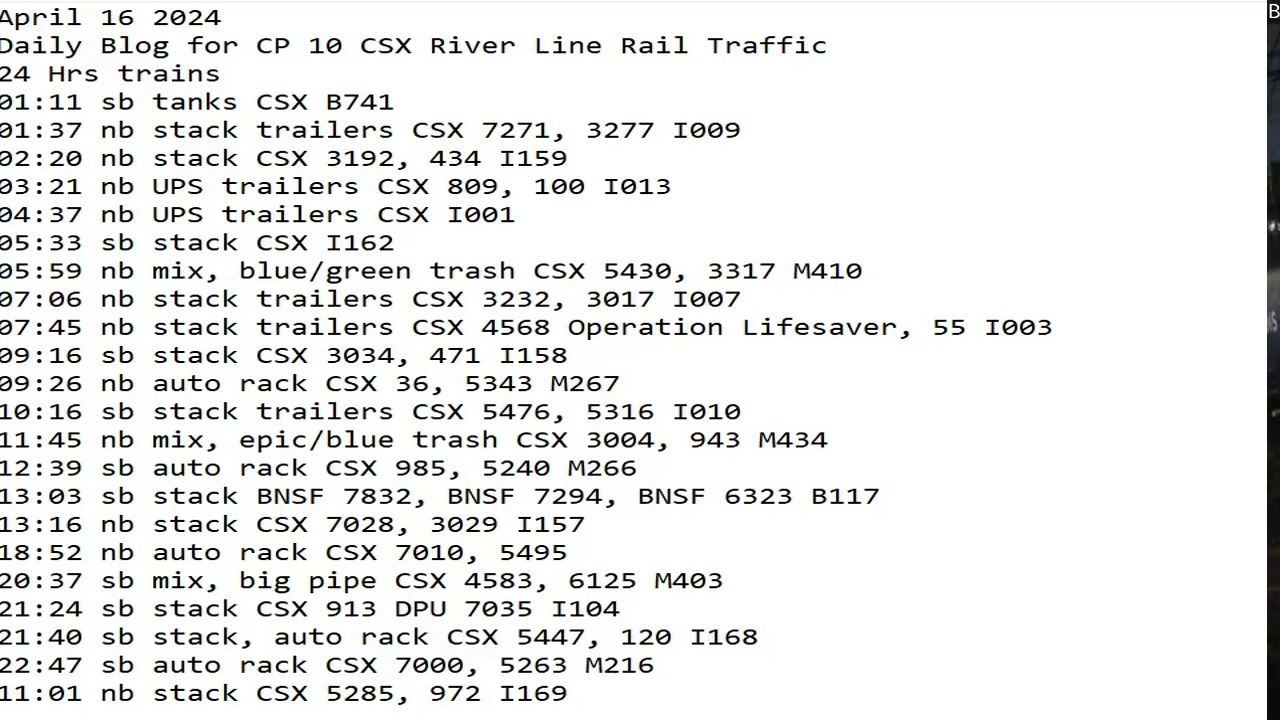 April 16 2024
Daily Blog for CP 10 CSX River Line Rail Traffic
24 Hrs trains
01:11 sb tanks CSX B741
01:37 nb stack trailers CSX 7271, 3277 I009
02:20 nb stack CSX 3192, 434 I159
03:21 nb UPS trailers CSX 809, 100 I013
04:37 nb UPS trailers CSX I001
05:33 sb stack CSX I162
05:59 nb mix, blue/green trash CSX 5430, 3317 M410
07:06 nb stack trailers CSX 3232, 3017 I007
07:45 nb stack trailers CSX 4568 Operation Lifesaver, 55 I003
09:16 sb stack CSX 3034, 471 I158
09:26 nb auto rack CSX 36, 5343 M267
10:16 sb stack trailers CSX 5476, 5316 I010
11:45 nb mix, epic/blue trash CSX 3004, 943 M434
12:39 sb auto rack CSX 985, 5240 M266
13:03 sb stack BNSF 7832, BNSF 7294, BNSF 6323 B117
13:16 nb stack CSX 7028, 3029 I157
18:52 nb auto rack CSX 7010, 5495
20:37 sb mix, big pipe CSX 4583, 6125 M403
21:24 sb stack CSX 913 DPU 7035 I104
21:40 sb stack, auto rack CSX 5447, 120 I168
22:47 sb auto rack CSX 7000, 5263 M216
11:01 nb stack CSX 5285, 972 I169